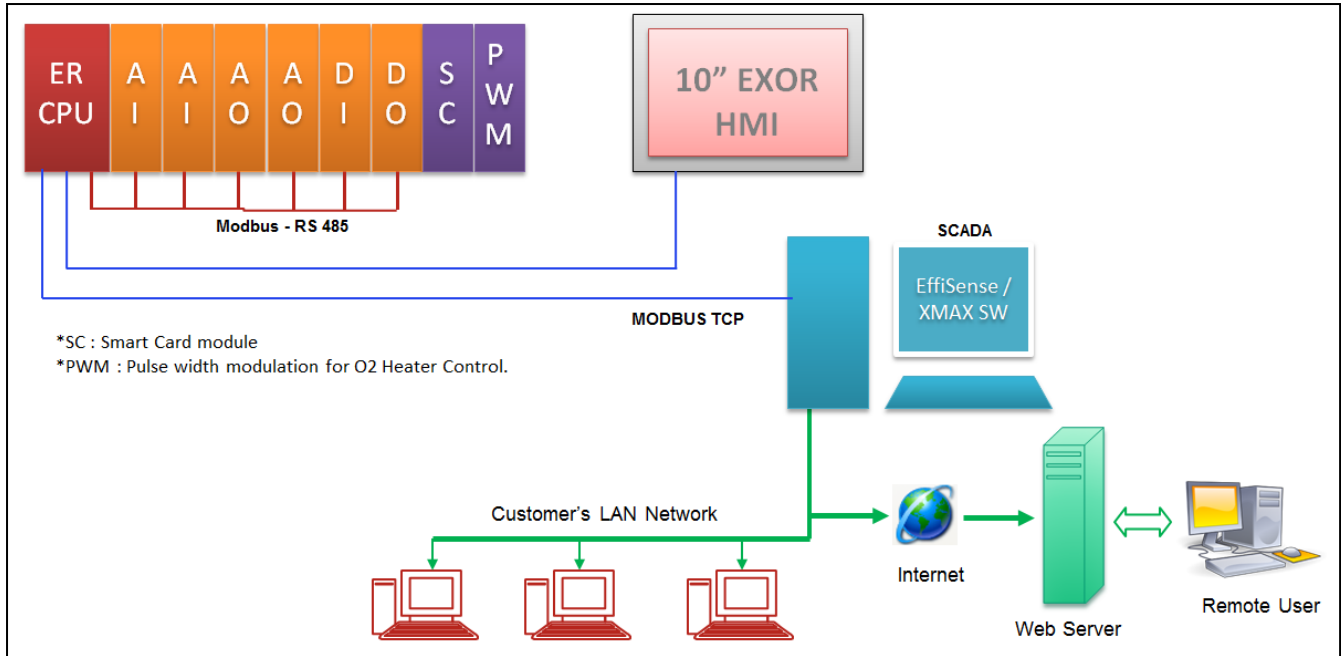 ER
CPU
A
I
A
I
A
O
A
O
D
I
D
O
S
C
P
W
M
10” EXOR
HMI
Modbus - RS 485
SCADA
EffiSense /
XMAX SW
MODBUS TCP
*SC : Smart Card module
*PWM : Pulse width modulation for O2 Heater Control.
Customer’s LAN Network
Internet
Web Server
Remote User